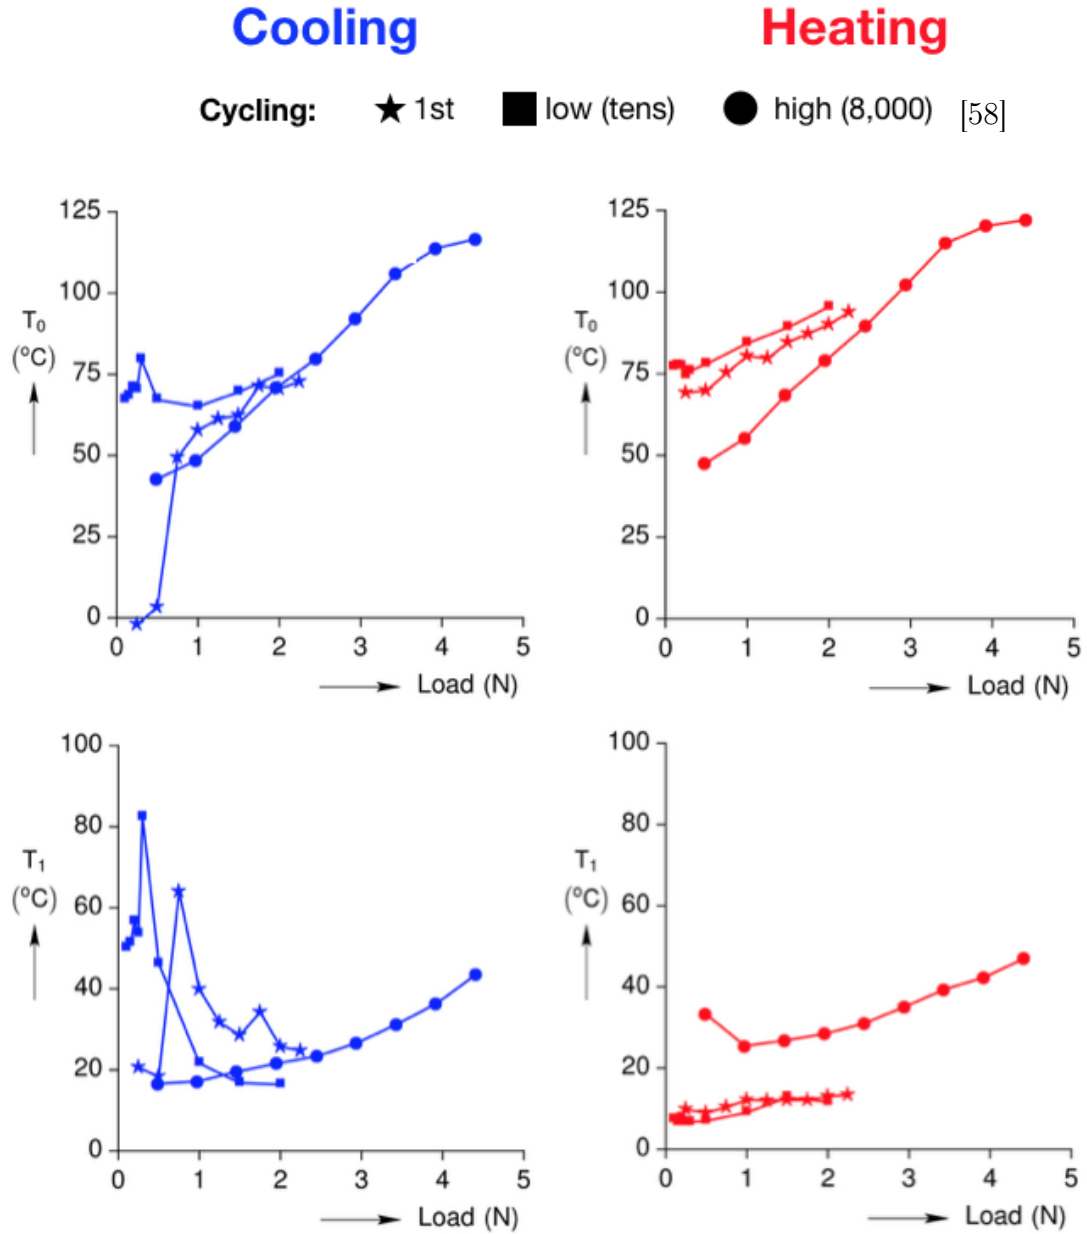 Cooling Heating
Cycling: ★ 1st ■ low (tens) ● high (8,000) [58]
125
100
75
50
25
0
T₀
(°C)
0 1 2 3 4 5
Load (N)
125
100
75
50
25
0
T₀
(°C)
0 1 2 3 4 5
Load (N)
100
80
60
40
20
0
T₁
(°C)
0 1 2 3 4 5
Load (N)
100
80
60
40
20
0
T₁
(°C)
0 1 2 3 4 5
Load (N)